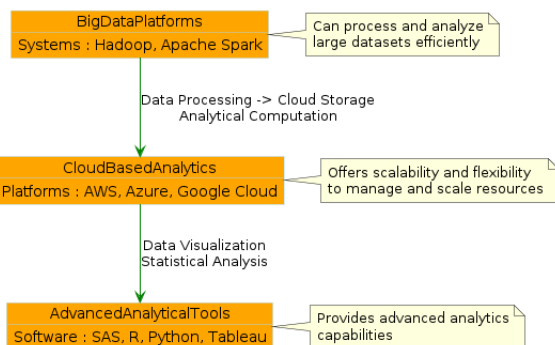 BigDataPlatforms
Systems : Hadoop, Apache Spark
Can process and analyze
large datasets efficiently
Data Processing -> Cloud Storage
Analytical Computation
CloudBasedAnalytics
Platforms : AWS, Azure, Google Cloud
Offers scalability and flexibility
to manage and scale resources
Data Visualization
Statistical Analysis
AdvancedAnalyticalTools
Software : SAS, R, Python, Tableau
Provides advanced analytics
capabilities